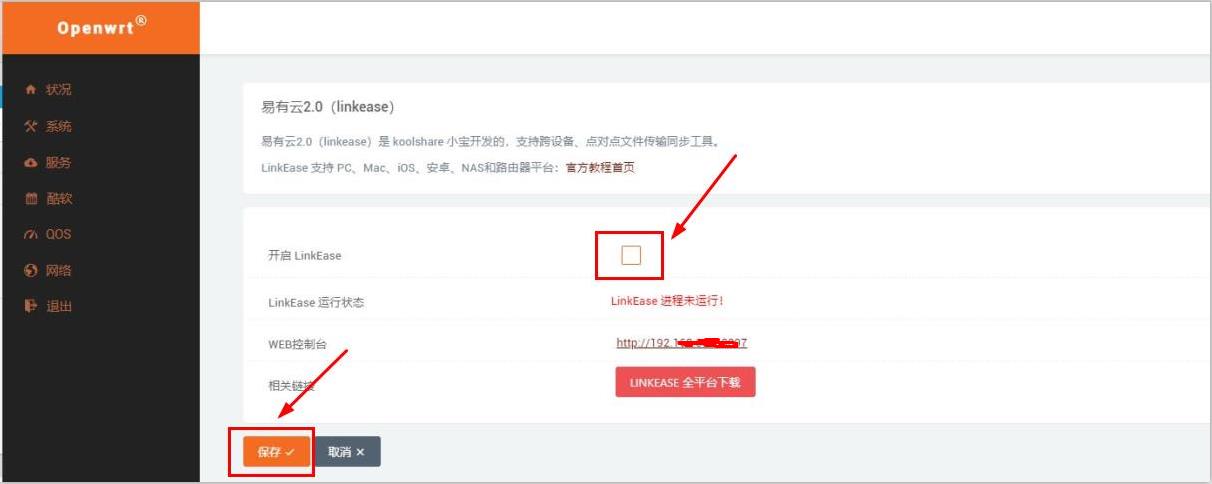 Openwrt®
状况
系统
服务
酷软
QOS
网络
退出
易有云2.0（linkease）
易有云2.0（linkease）是 koolshare 小宝开发的，支持跨设备、点对点文件传输同步工具。
LinkEase 支持 PC、Mac、iOS、安卓、NAS和路由器平台：官方教程首页
开启 LinkEase
LinkEase 运行状态 LinkEase 进程未运行！
WEB控制台 http://192.1
相关链接 LINKEASE 全平台下载
保存 取消